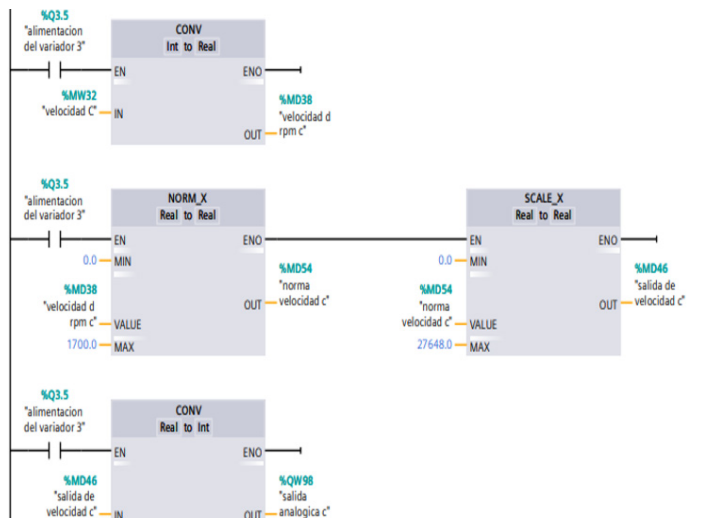 %Q3.5
"alimentacion
del variador 3"
CONV
Int to Real
EN
ENO
%MW32
"velocidad C"
IN
%MD38
"velocidad d
rpm c"
OUT
%Q3.5
"alimentacion
del variador 3"
NORM_X
Real to Real
EN
ENO
0.0
MIN
%MD38
"velocidad d
rpm c"
VALUE
1700.0
MAX
%MD54
"norma
velocidad c"
OUT
SCALE_X
Real to Real
EN
ENO
0.0
MIN
%MD54
"norma
velocidad c"
VALUE
27648.0
MAX
%MD46
"salida de
velocidad c"
OUT
%Q3.5
"alimentacion
del variador 3"
CONV
Real to Int
EN
ENO
%MD46
"salida de
velocidad c"
IN
%QW98
"salida
analogica c"
OUT